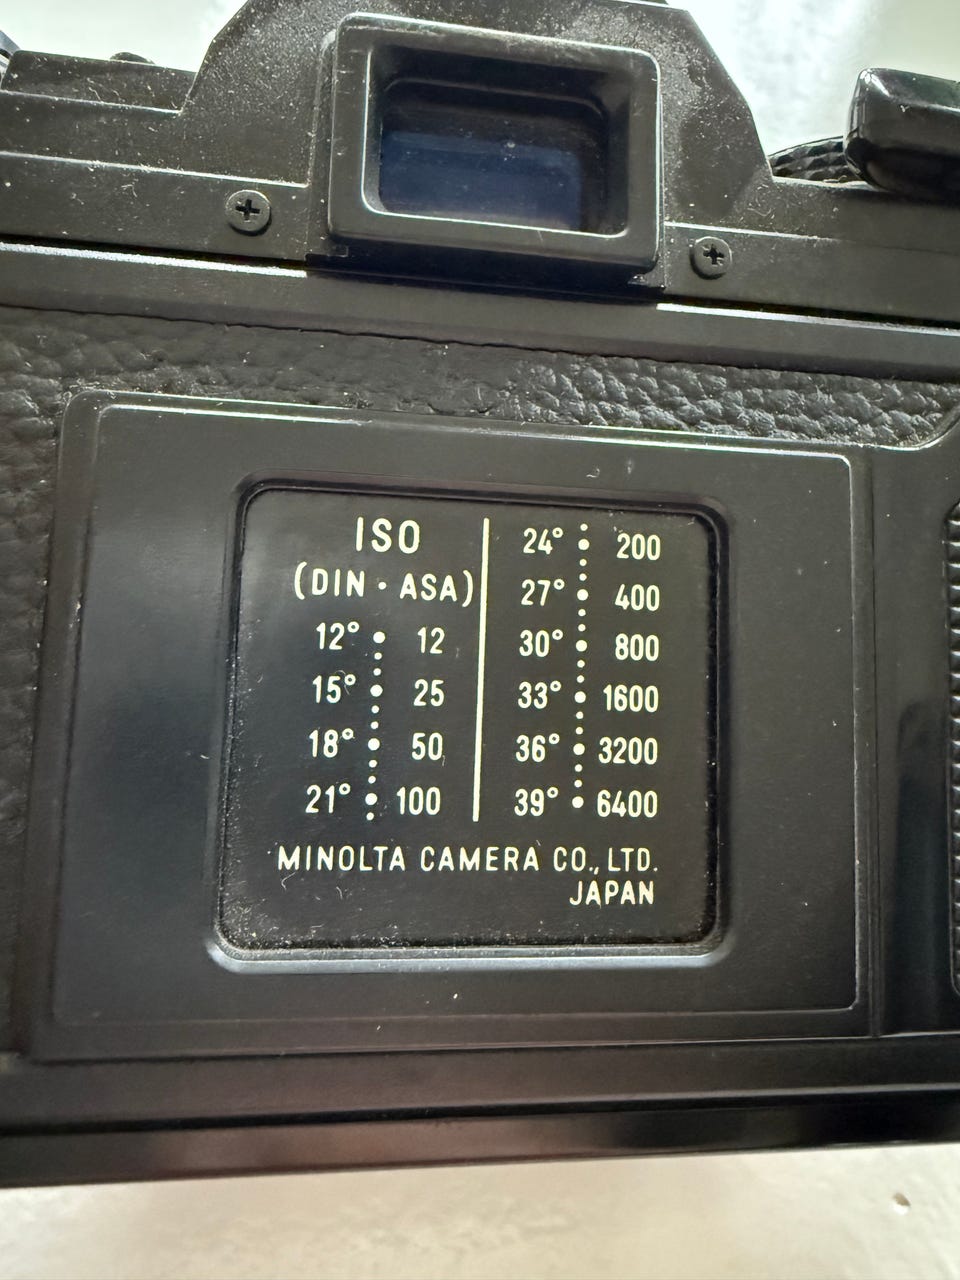 ISO
(DIN · ASA)
12° 12
15° 25
18° 50
21° 100
24° 200
27° 400
30° 800
33° 1600
36° 3200
39° 6400
MINOLTA CAMERA CO., LTD.
JAPAN